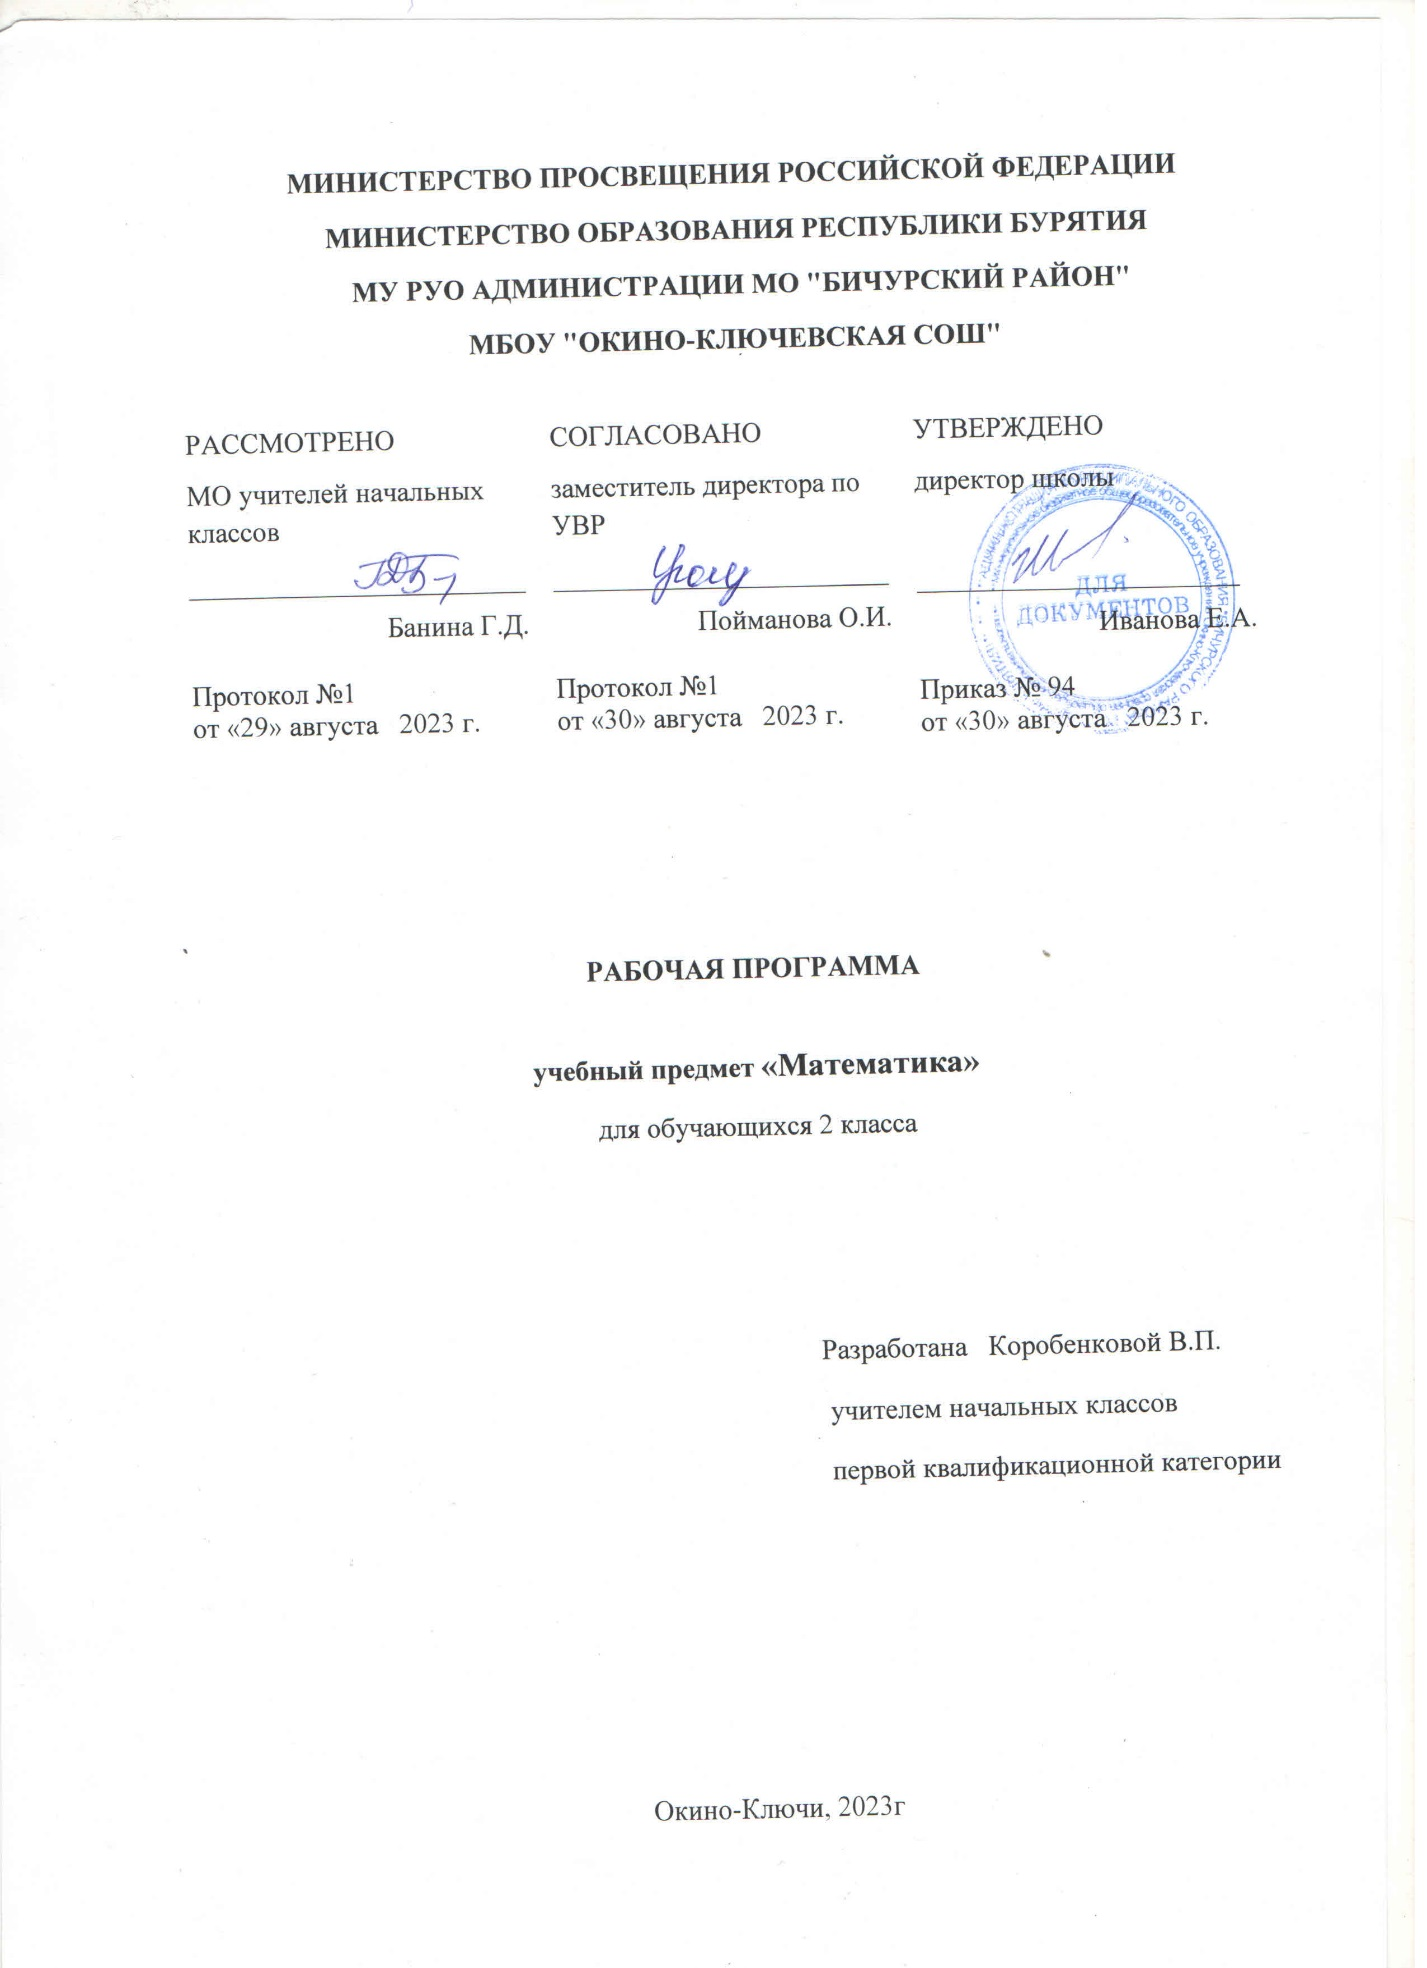 МИНИСТЕРСТВО ПРОСВЕЩЕНИЯ РОССИЙСКОЙ ФЕДЕРАЦИИ
МИНИСТЕРСТВО ОБРАЗОВАНИЯ РЕСПУБЛИКИ БУРЯТИЯ
МУ РУО АДМИНИСТРАЦИИ МО "БИЧУРСКИЙ РАЙОН"
МБОУ "ОКИНО-КЛЮЧЕВСКАЯ СОШ"
РАССМОТРЕНО
МО учителей начальных
классов
Банина Г.Д.
Протокол №1
от «29» августа 2023 г.
СОГЛАСОВАНО
заместитель директора по
УВР
Пойманова О.И.
Протокол №1
от «30» августа 2023 г.
УТВЕРЖДЕНО
директор школы
ДЛЯ
ДОКУМЕНТОВ
Иванова Е.А.
Приказ № 94
от «30» августа 2023 г.
РАБОЧАЯ ПРОГРАММА
учебный предмет «Математика»
для обучающихся 2 класса
Разработана Коробенковой В.П.
учителем начальных классов
первой квалификационной категории
Окино-Ключи, 2023г